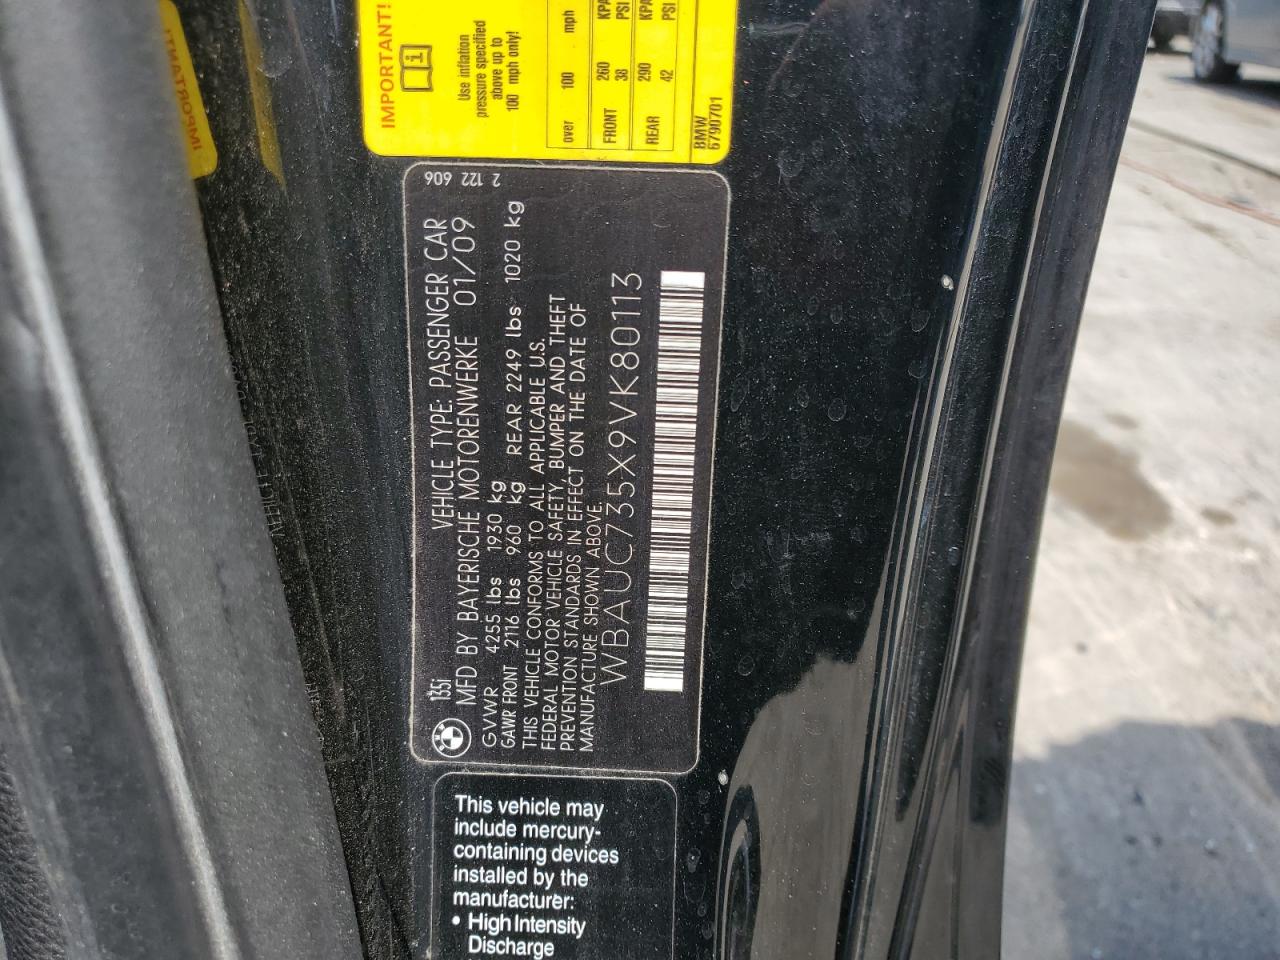 IMPORTANT!
Use inflation
pressure specified
above up to
100 mph only!
over 100 mph
FRONT 260 KPA
38 PSI
REAR 290 KPA
42 PSI
BMW
6790701
135i VEHICLE TYPE: PASSENGER CAR 2 122 606
MFD BY BAYERISCHE MOTORENWERKE 01/09
GVWR 4255 lbs 1930 kg
GAWR FRONT 2116 lbs 960 kg REAR 2249 lbs 1020 kg
THIS VEHICLE CONFORMS TO ALL APPLICABLE U.S.
FEDERAL MOTOR VEHICLE SAFETY, BUMPER AND THEFT
PREVENTION STANDARDS IN EFFECT ON THE DATE OF
MANUFACTURE SHOWN ABOVE.
WBAUC735X9VK80113
This vehicle may
include mercury-
containing devices
installed by the
manufacturer:
• High Intensity
Discharge